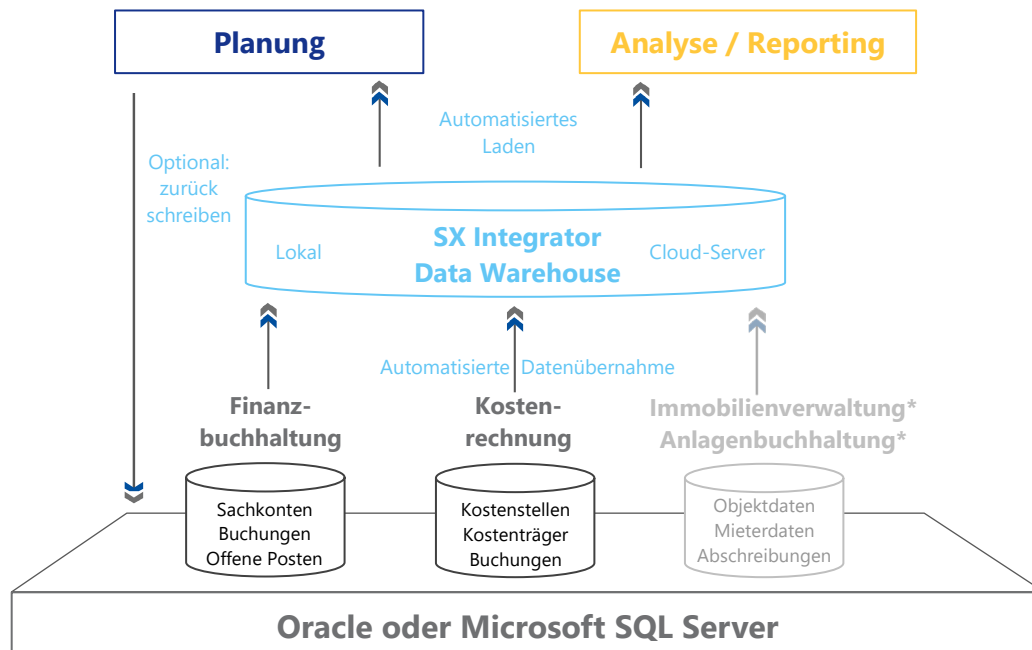 Planung
Analyse / Reporting
Automatisiertes
Laden
Optional:
zurück
schreiben
SX Integrator
Data Warehouse
Lokal
Cloud-Server
Automatisierte Datenübernahme
Finanz-
buchhaltung
Kosten-
rechnung
Immobilienverwaltung*
Anlagenbuchhaltung*
Sachkonten
Buchungen
Offene Posten
Kostenstellen
Kostenträger
Buchungen
Objektdaten
Mieterdaten
Abschreibungen
Oracle oder Microsoft SQL Server